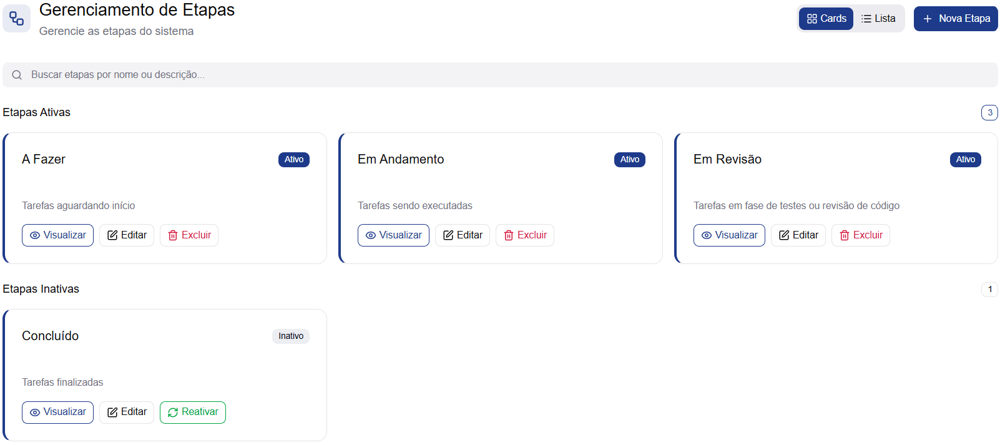 Gerenciamento de Etapas
Gerencie as etapas do sistema
Cards
Lista
Nova Etapa
Buscar etapas por nome ou descrição...
Etapas Ativas
3
A Fazer
Ativo
Tarefas aguardando início
Visualizar
Editar
Excluir
Em Andamento
Ativo
Tarefas sendo executadas
Visualizar
Editar
Excluir
Em Revisão
Ativo
Tarefas em fase de testes ou revisão de código
Visualizar
Editar
Excluir
Etapas Inativas
1
Concluído
Inativo
Tarefas finalizadas
Visualizar
Editar
Reativar